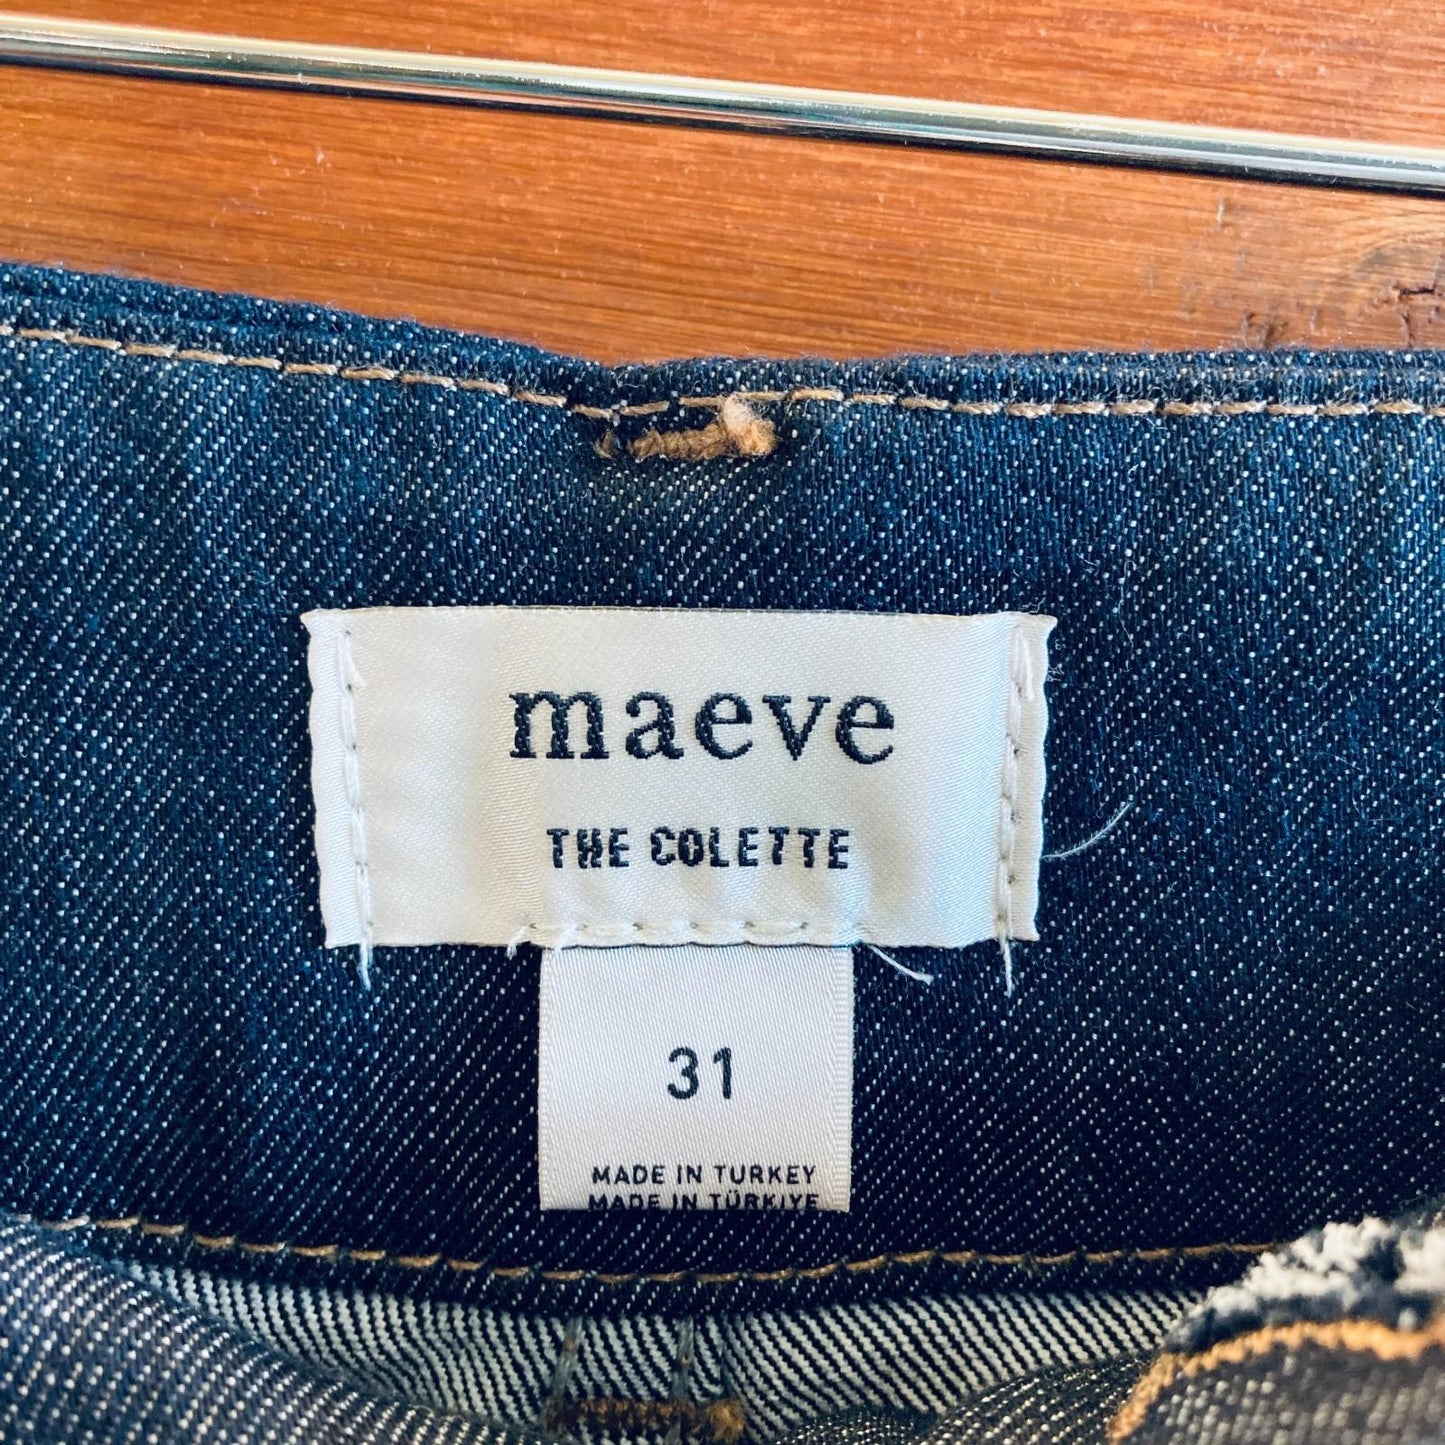 maeve
THE COLETTE
31
MADE IN TURKEY
MADE IN TÜRKIYE